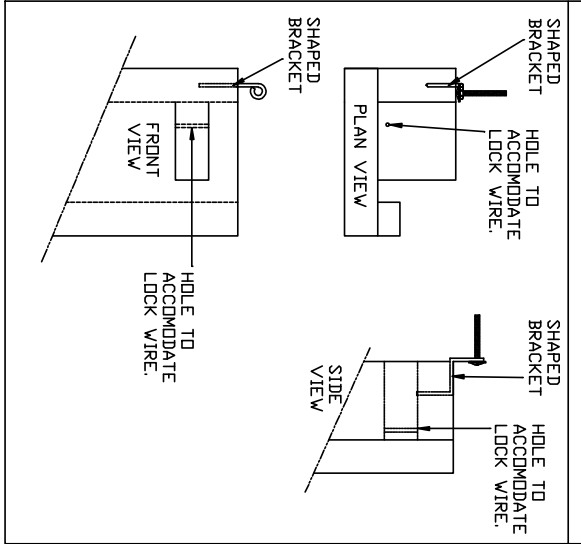 SHAPED
BRACKET
HOLE TO
ACCOMODATE
LOCK WIRE.
PLAN VIEW
SHAPED
BRACKET
HOLE TO
ACCOMODATE
LOCK WIRE.
SIDE
VIEW
SHAPED
BRACKET
FRONT
VIEW
HOLE TO
ACCOMODATE
LOCK WIRE.